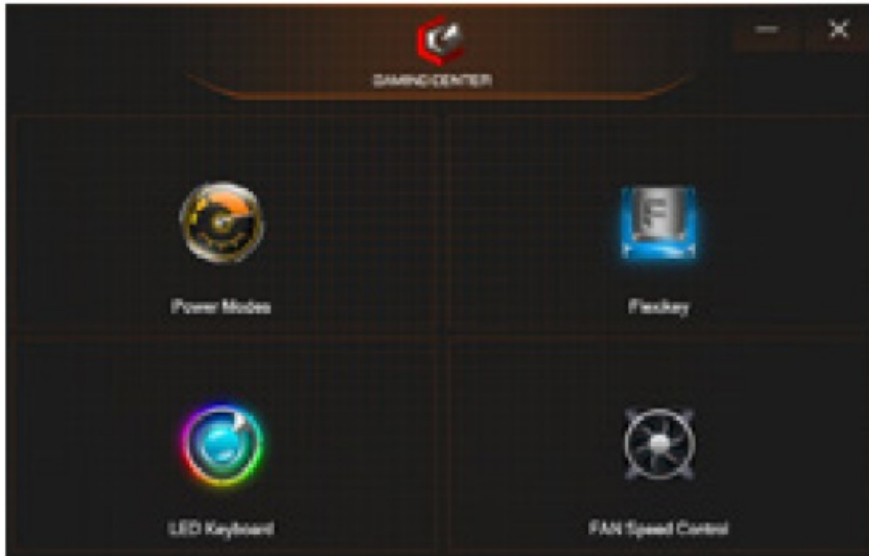 GAMING CENTER
Power Modes
Flexikey
LED Keyboard
FAN Speed Control